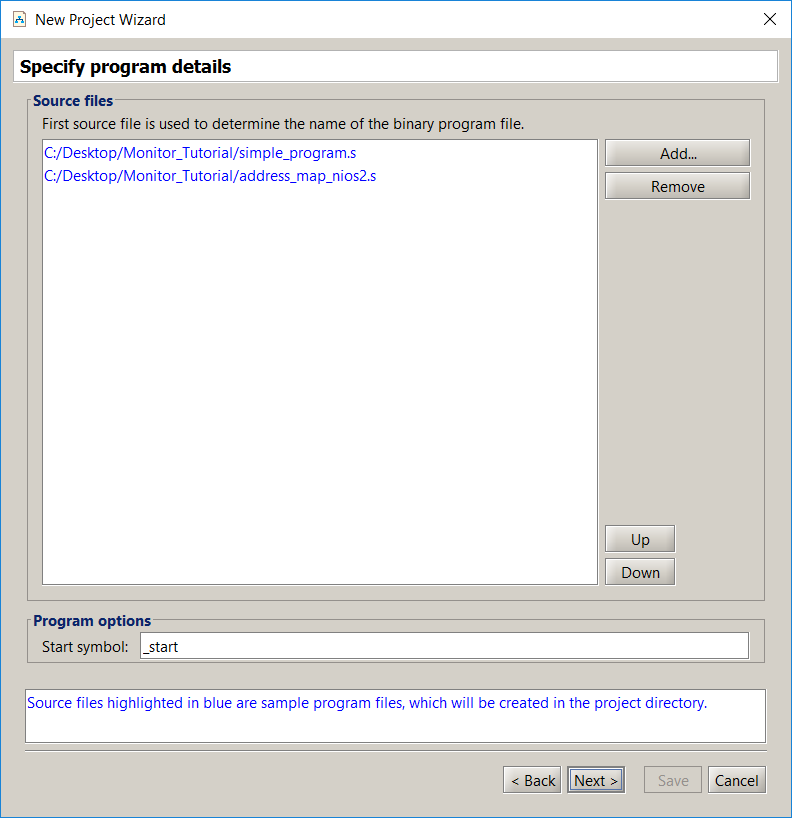 New Project Wizard
Specify program details
Source files
First source file is used to determine the name of the binary program file.
C:/Desktop/Monitor_Tutorial/simple_program.s
C:/Desktop/Monitor_Tutorial/address_map_nios2.s
Add...
Remove
Up
Down
Program options
Start symbol: _start
Source files highlighted in blue are sample program files, which will be created in the project directory.
< Back Next > Save Cancel